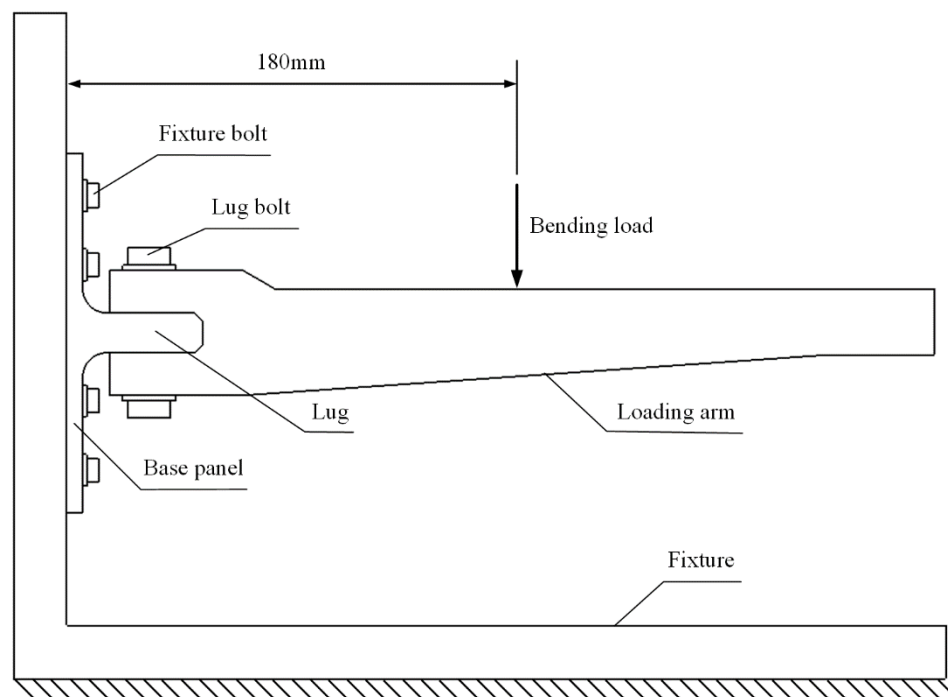 180mm
Fixture bolt
Lug bolt
Bending load
Lug
Loading arm
Base panel
Fixture